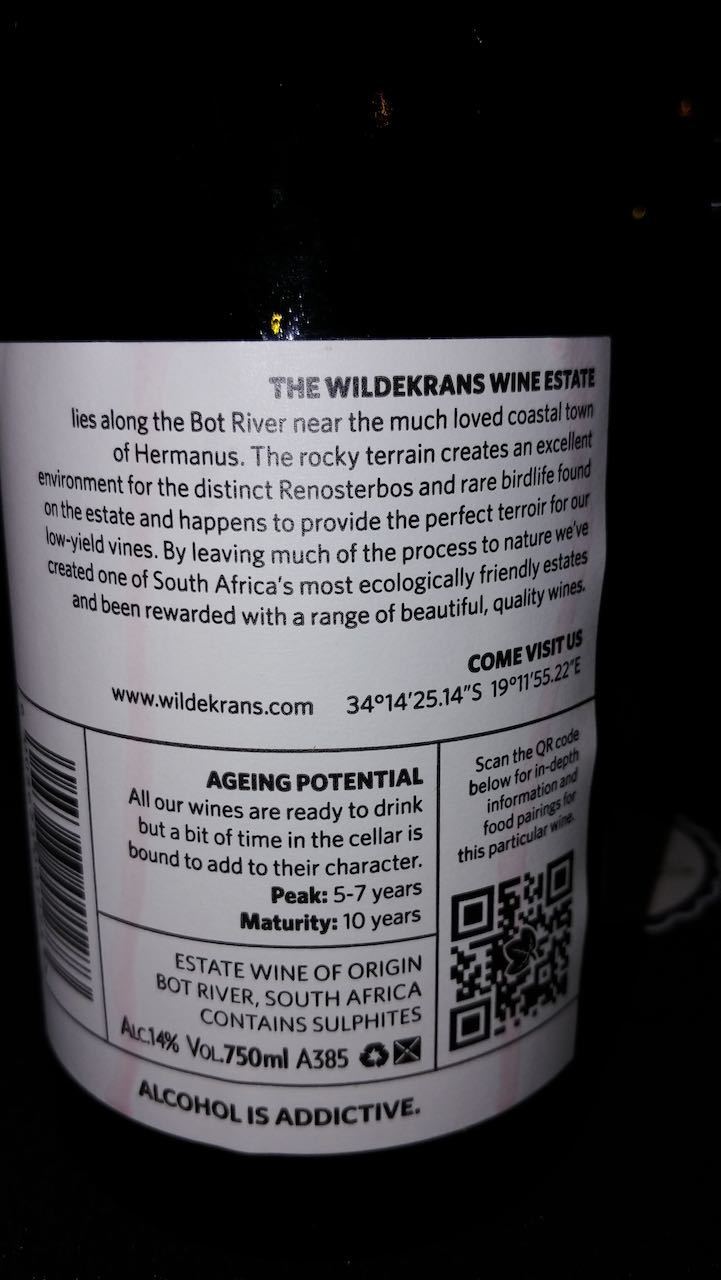 THE WILDEKRANS WINE ESTATE
lies along the Bot River near the much loved coastal town
of Hermanus. The rocky terrain creates an excellent
environment for the distinct Renosterbos and rare birdlife found
on the estate and happens to provide the perfect terroir for our
low-yield vines. By leaving much of the process to nature we've
created one of South Africa's most ecologically friendly estates
and been rewarded with a range of beautiful, quality wines.
COME VISIT US
www.wildekrans.com 34°14'25.14"S 19°11'55.22"E
AGEING POTENTIAL
All our wines are ready to drink
but a bit of time in the cellar is
bound to add to their character.
Peak: 5-7 years
Maturity: 10 years
Scan the QR code
below for in-depth
information and
food pairings for
this particular wine.
ESTATE WINE OF ORIGIN
BOT RIVER, SOUTH AFRICA
CONTAINS SULPHITES
ALC.14% VOL.750ml A385
ALCOHOL IS ADDICTIVE.